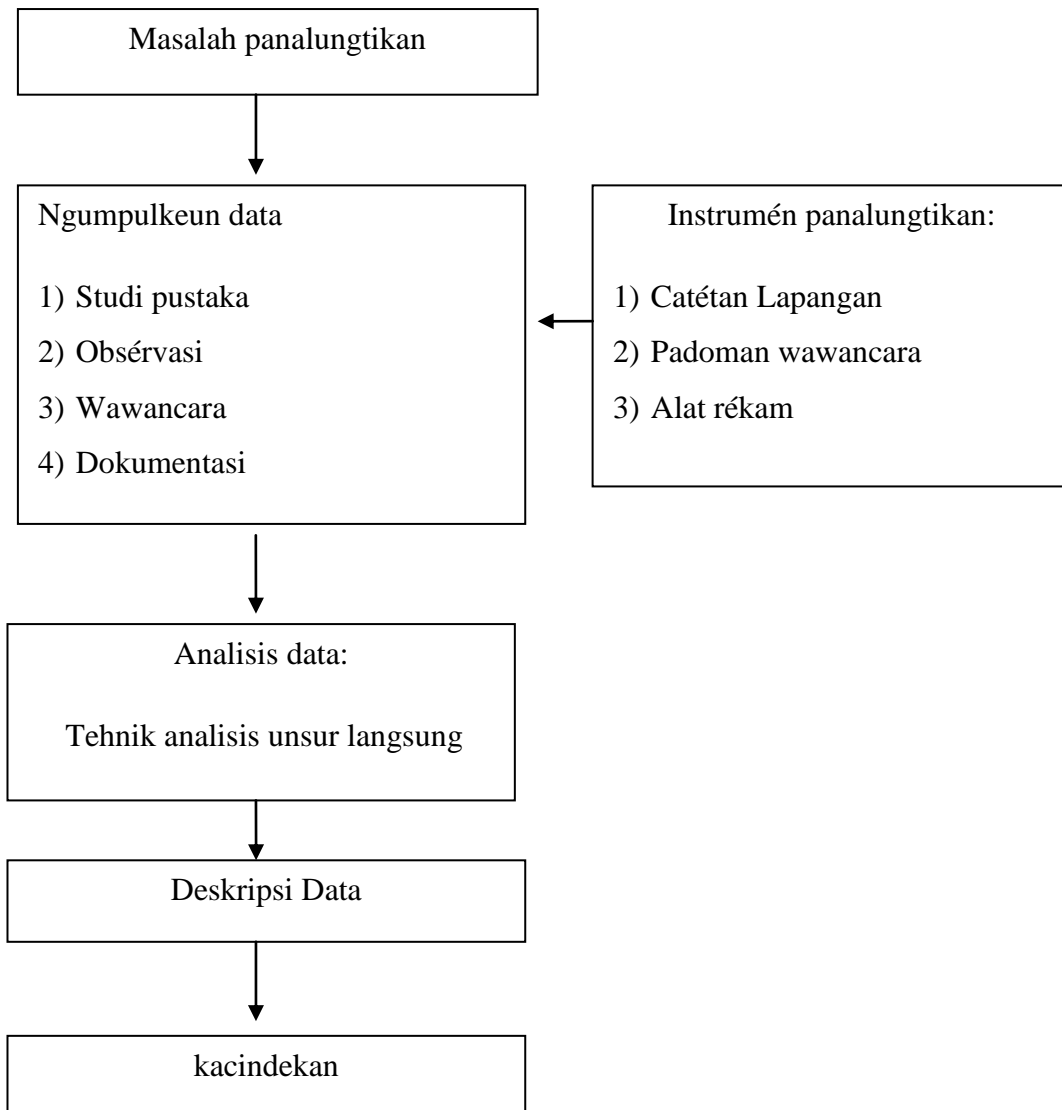 Masalah panalungtikan
Ngumpulkeun data
1) Studi pustaka
2) Obsérvasi
3) Wawancara
4) Dokumentasi
Instrumén panalungtikan:
1) Catétan Lapangan
2) Padoman wawancara
3) Alat rékam
Analisis data:
Tehnik analisis unsur langsung
Deskripsi Data
kacindekan